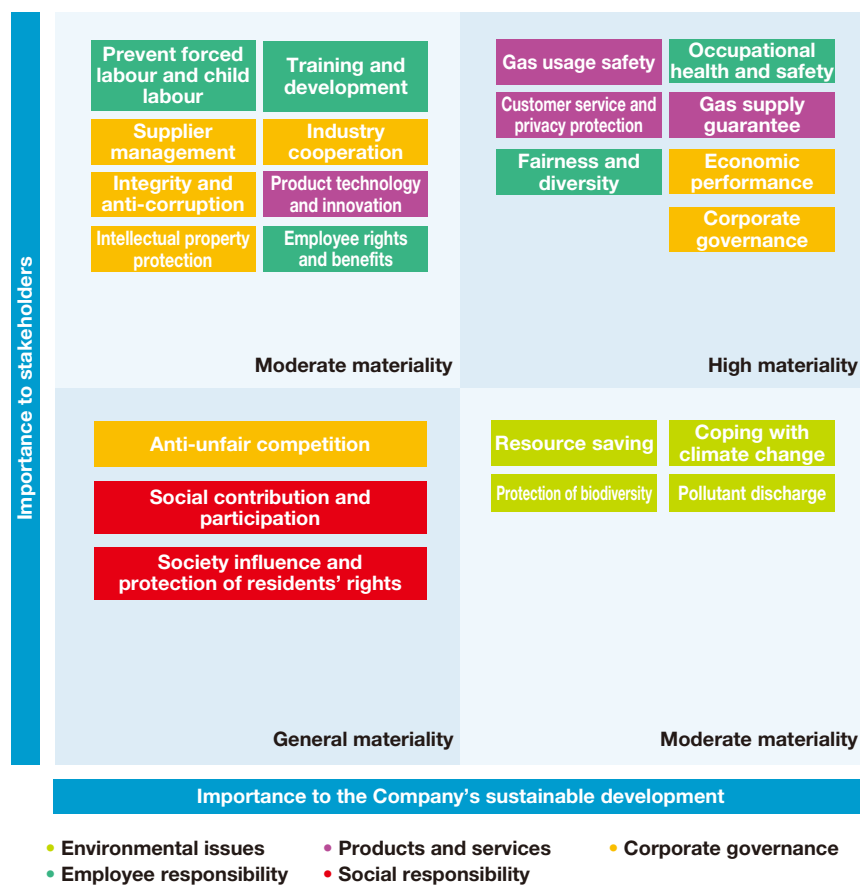 Importance to stakeholders
Prevent forced
labour and child
labour
Training and
development
Supplier
management
Industry
cooperation
Integrity and
anti-corruption
Product technology
and innovation
Intellectual property
protection
Employee rights
and benefits
Moderate materiality
Gas usage safety
Occupational
health and safety
Customer service and
privacy protection
Gas supply
guarantee
Fairness and
diversity
Economic
performance
Corporate
governance
High materiality
Anti-unfair competition
Social contribution and
participation
Society influence and
protection of residents’ rights
General materiality
Resource saving
Coping with
climate change
Protection of biodiversity
Pollutant discharge
Moderate materiality
Importance to the Company’s sustainable development
• Environmental issues
• Products and services
• Corporate governance
• Employee responsibility
• Social responsibility